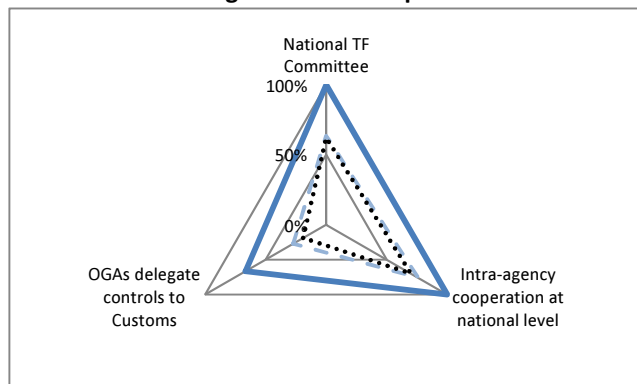 National TF
Committee
100%
50%
0%
OGAs delegate
controls to
Customs
Intra-agency
cooperation at
national level